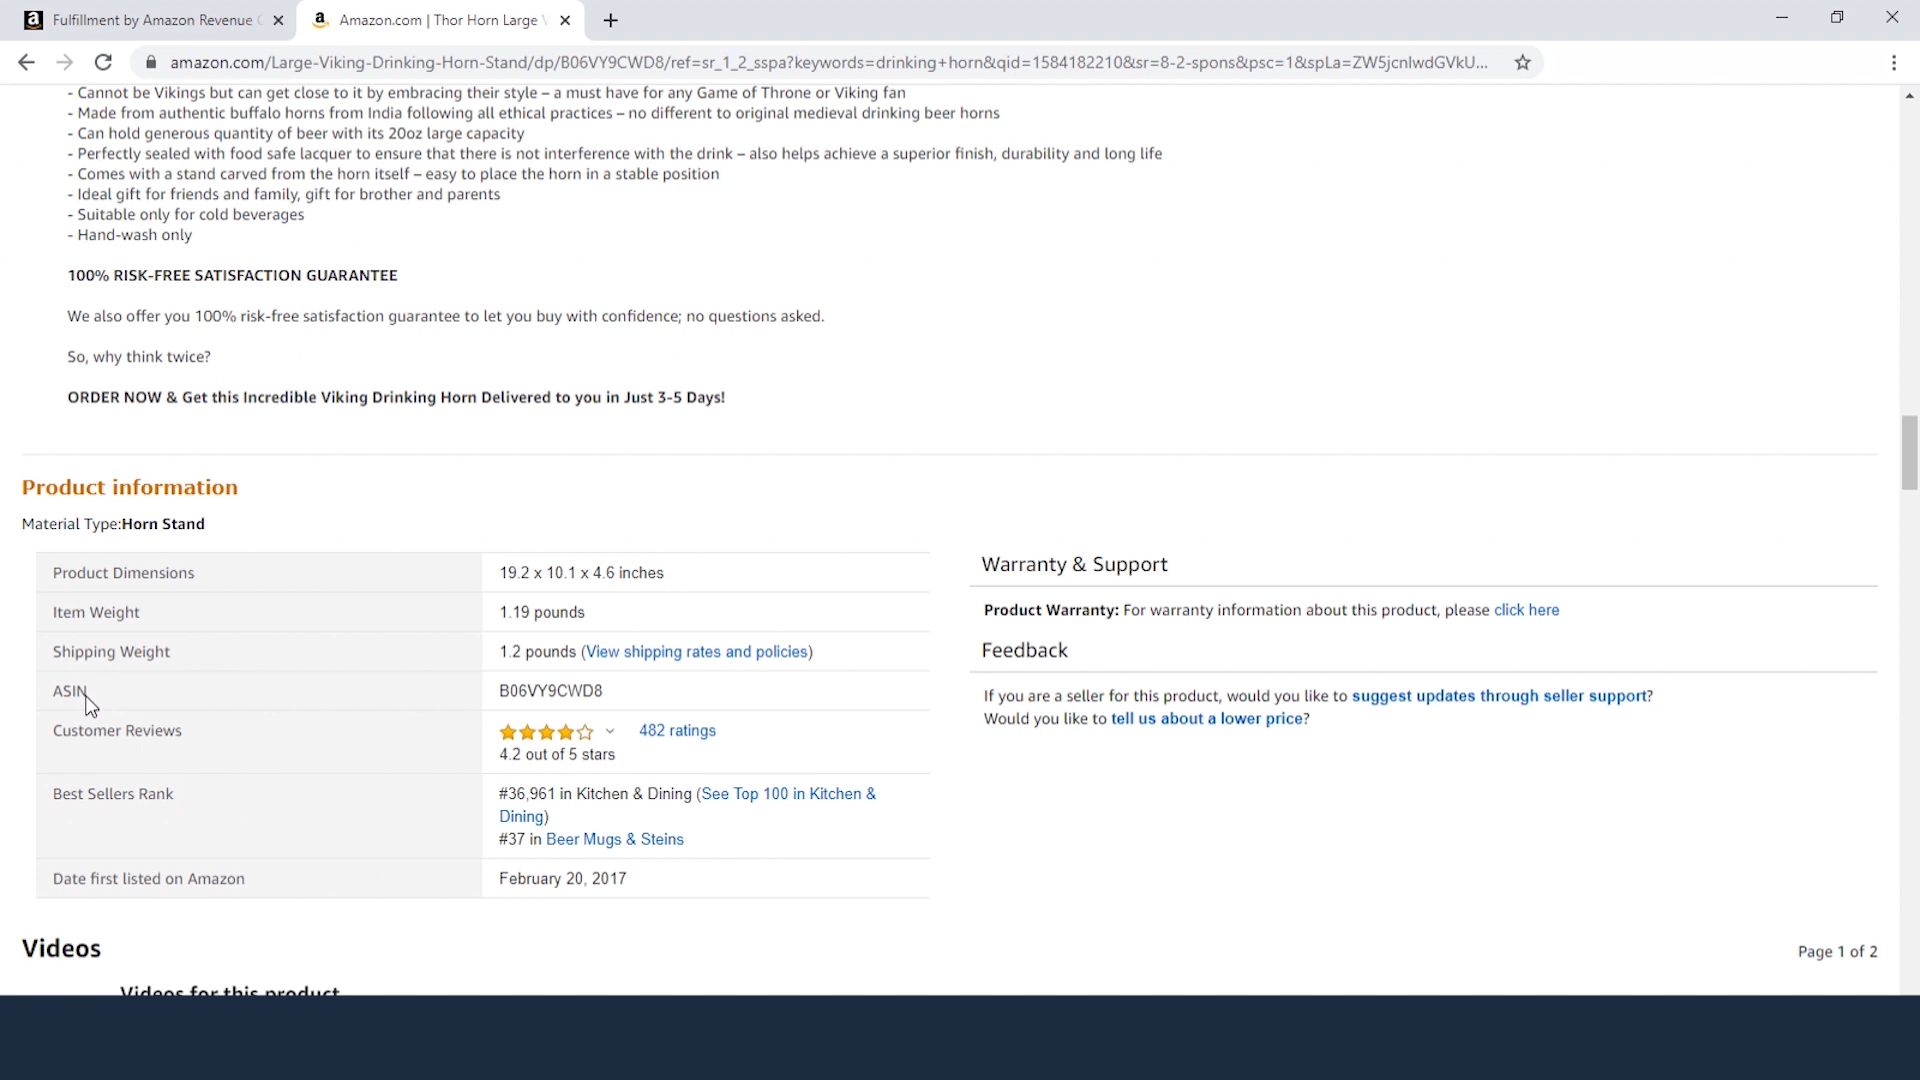 Fulfillment by Amazon Revenue
Amazon.com | Thor Horn Large
amazon.com/Large-Viking-Drinking-Horn-Stand/dp/B06VY9CWD8/ref=sr_1_2_sspa?keywords=drinking+horn&qid=1584182210&sr=8-2-spons&psc=1&spLa=ZW5jcnlwdGVkU...
- Cannot be Vikings but can get close to it by embracing their style – a must have for any Game of Throne or Viking fan
- Made from authentic buffalo horns from India following all ethical practices – no different to original medieval drinking beer horns
- Can hold generous quantity of beer with its 20oz large capacity
- Perfectly sealed with food safe lacquer to ensure that there is not interference with the drink – also helps achieve a superior finish, durability and long life
- Comes with a stand carved from the horn itself – easy to place the horn in a stable position
- Ideal gift for friends and family, gift for brother and parents
- Suitable only for cold beverages
- Hand-wash only
100% RISK-FREE SATISFACTION GUARANTEE
We also offer you 100% risk-free satisfaction guarantee to let you buy with confidence; no questions asked.
So, why think twice?
ORDER NOW & Get this Incredible Viking Drinking Horn Delivered to you in Just 3-5 Days!
Product information
Material Type:Horn Stand
Product Dimensions 19.2 x 10.1 x 4.6 inches
Item Weight 1.19 pounds
Shipping Weight 1.2 pounds (View shipping rates and policies)
ASIN B06VY9CWD8
Customer Reviews 482 ratings
4.2 out of 5 stars
Best Sellers Rank #36,961 in Kitchen & Dining (See Top 100 in Kitchen &
Dining)
#37 in Beer Mugs & Steins
Date first listed on Amazon February 20, 2017
Warranty & Support
Product Warranty: For warranty information about this product, please click here
Feedback
If you are a seller for this product, would you like to suggest updates through seller support?
Would you like to tell us about a lower price?
Videos
Page 1 of 2
Videos for this product